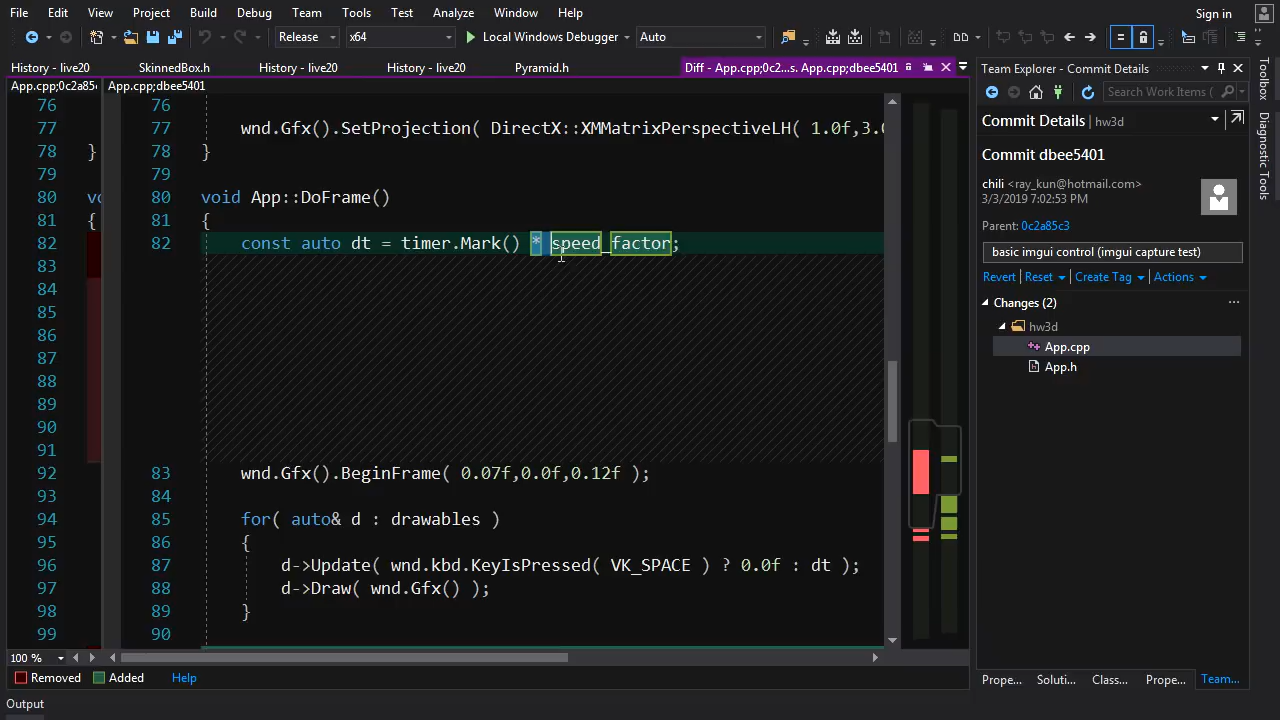 File Edit View Project Build Debug Team Tools Test Analyze Window Help Sign in
Release x64 Local Windows Debugger Auto
History - live20 SkinnedBox.h History - live20 History - live20 Pyramid.h Diff - App.cpp;0c2...s. App.cpp;dbee5401
App.cpp;0c2a85 App.cpp;dbee5401
76 76
77 77 wnd.Gfx().SetProjection( DirectX::XMMatrixPerspectiveLH( 1.0f,3.0
78 } 78 }
79 79
80 vo 80 void App::DoFrame()
81 { 81 {
82 82 const auto dt = timer.Mark() * speed_factor;
83
84
85
86
87
88
89
90
91
92 83 wnd.Gfx().BeginFrame( 0.07f,0.0f,0.12f );
93 84
94 85 for( auto& d : drawables )
95 86 {
96 87 d->Update( wnd.kbd.KeyIsPressed( VK_SPACE ) ? 0.0f : dt );
97 88 d->Draw( wnd.Gfx() );
98 89 }
99 90
100 %
Removed Added Help
Output
Team Explorer - Commit Details
Search Work Items (
Commit Details | hw3d
Commit dbee5401
chili <ray_kun@hotmail.com>
3/3/2019 7:02:53 PM
Parent: 0c2a85c3
basic imgui control (imgui capture test)
Revert | Reset | Create Tag | Actions
Changes (2)
hw3d
App.cpp
App.h
Prope... Soluti... Class... Prope... Team...
Toolbox
Diagnostic Tools